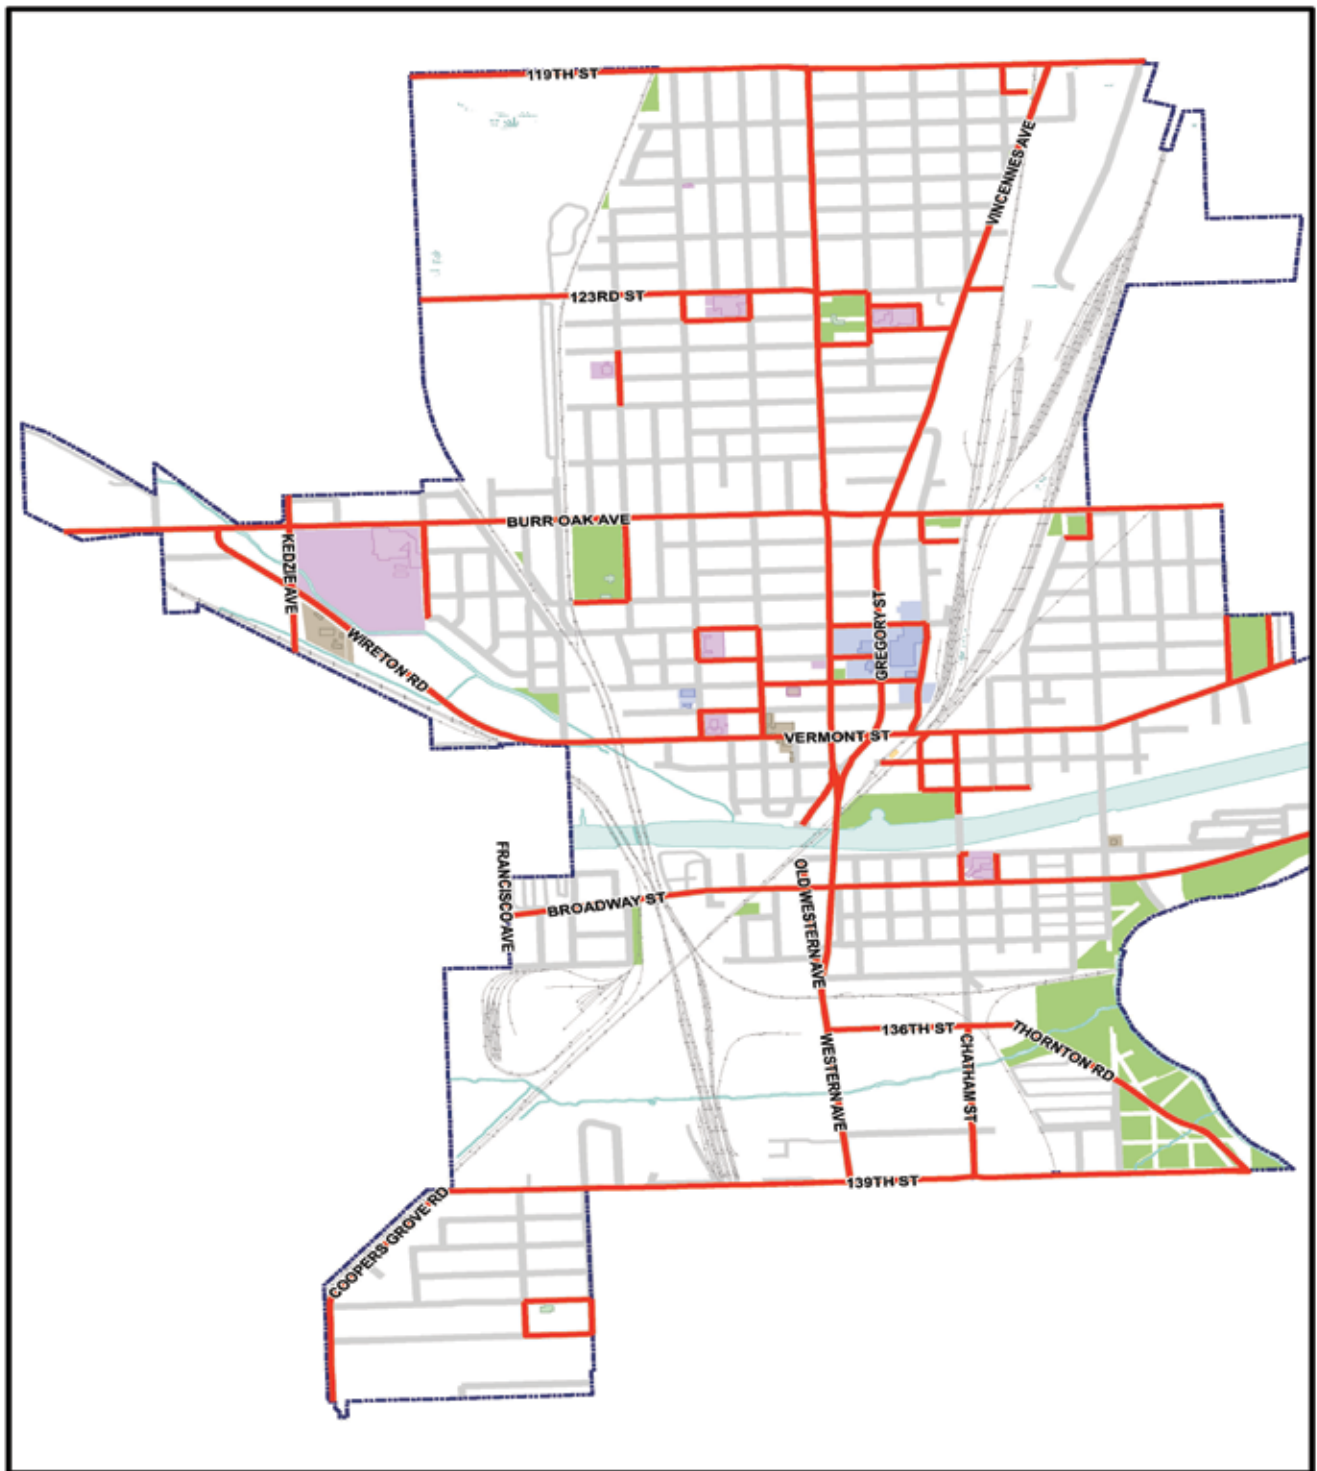 119TH ST
VINCENNES AVE
123RD ST
BURR OAK AVE
KEDZIE AVE
GREGORY ST
WIRETON RD
VERMONT ST
FRANCISCO AVE
OLD WESTERN AVE
BROADWAY ST
136TH ST
THORNTON RD
WESTERN AVE
CHATHAM ST
139TH ST
COOPERS GROVE RD